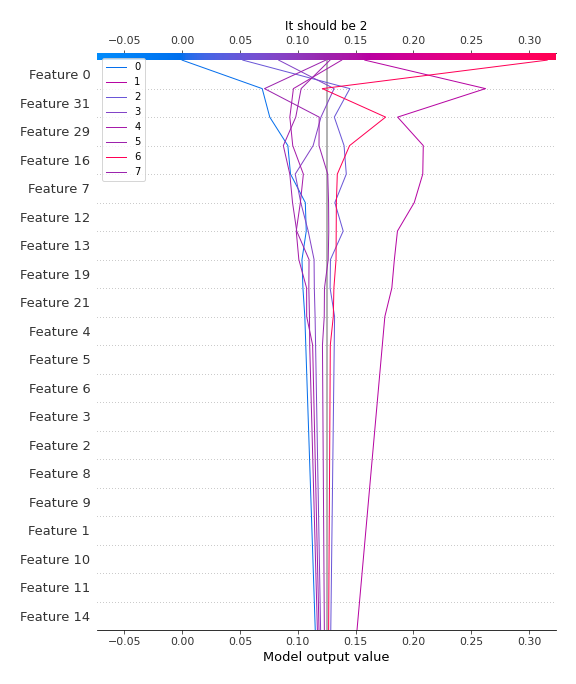 It should be 2
−0.05 0.00 0.05 0.10 0.15 0.20 0.25 0.30
0
1
2
3
4
5
6
7
Feature 0
Feature 31
Feature 29
Feature 16
Feature 7
Feature 12
Feature 13
Feature 19
Feature 21
Feature 4
Feature 5
Feature 6
Feature 3
Feature 2
Feature 8
Feature 9
Feature 1
Feature 10
Feature 11
Feature 14
−0.05 0.00 0.05 0.10 0.15 0.20 0.25 0.30
Model output value